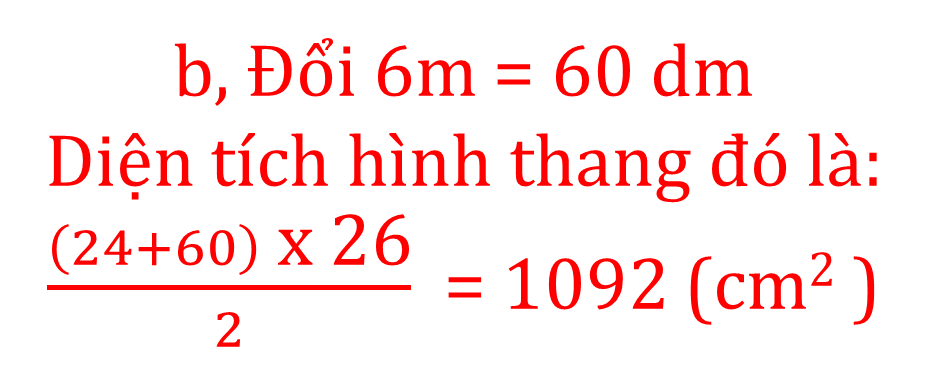 b, Đổi 6m = 60 dm
Diện tích hình thang đó là:
(24+60) x 26
2
= 1092 (cm² )